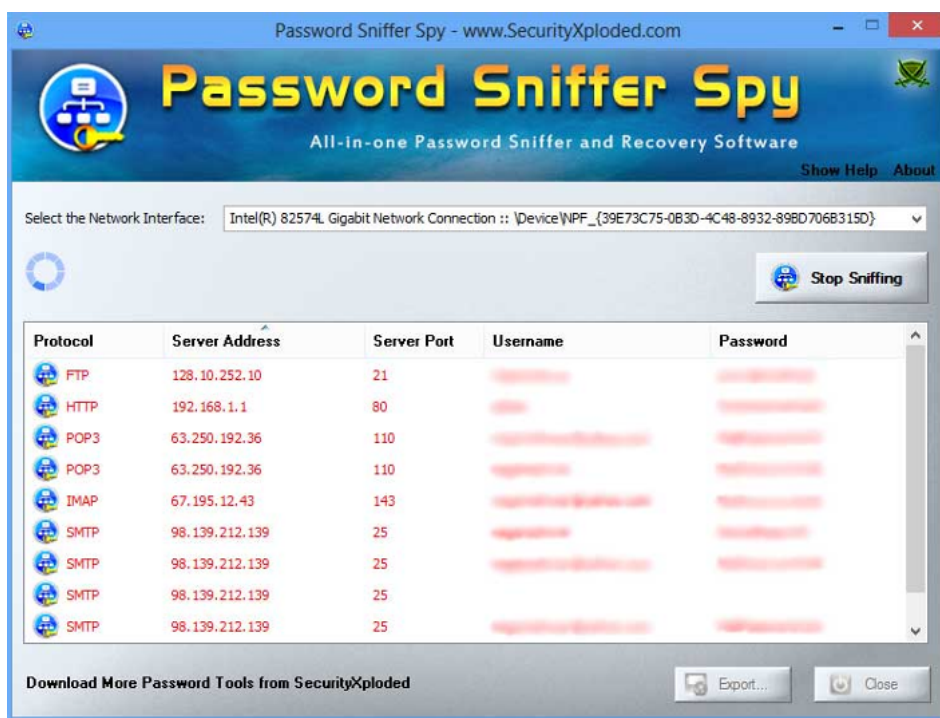 Password Sniffer Spy - www.SecurityXploded.com
Password Sniffer Spy
All-in-one Password Sniffer and Recovery Software
Show Help About
Select the Network Interface: Intel(R) 82574L Gigabit Network Connection :: \Device\NPF_{39E73C75-0B3D-4C48-8932-89BD706B315D}
Stop Sniffing
Protocol Server Address Server Port Username Password
FTP 128.10.252.10 21
HTTP 192.168.1.1 80
POP3 63.250.192.36 110
POP3 63.250.192.36 110
IMAP 67.195.12.43 143
SMTP 98.139.212.139 25
SMTP 98.139.212.139 25
SMTP 98.139.212.139 25
SMTP 98.139.212.139 25
Download More Password Tools from SecurityXploded
Export... Close